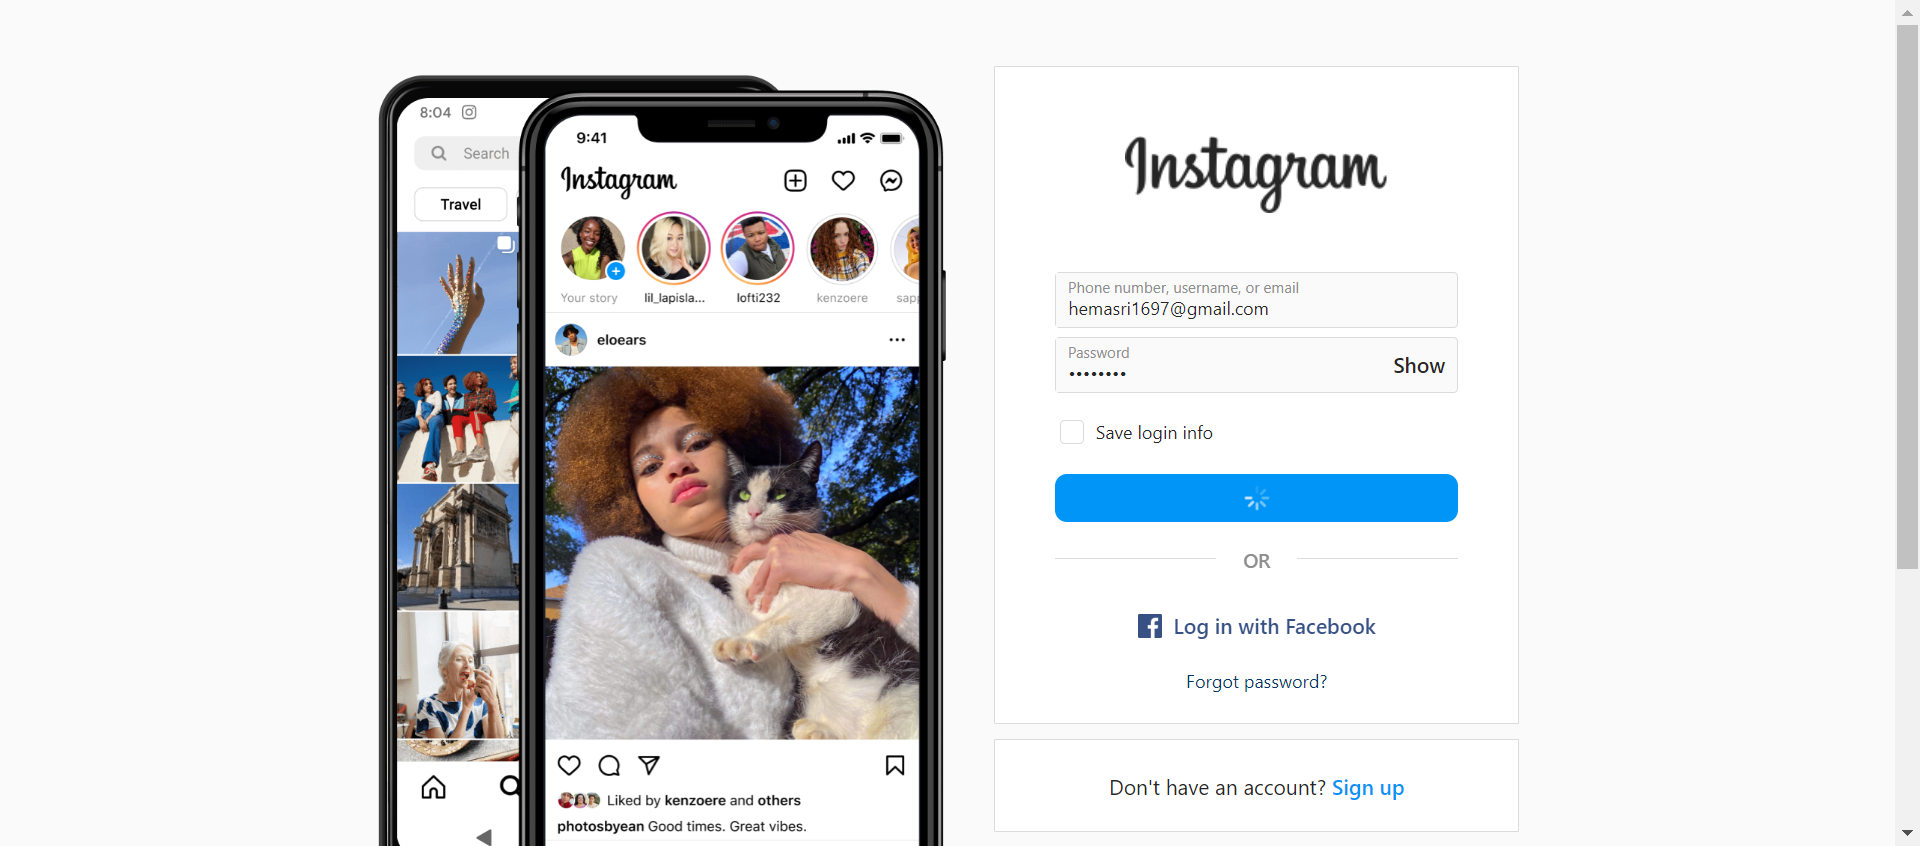 8:04
Search
Travel
9:41
Instagram
Your story
lil_lapisla...
lofti232
kenzoere
sapp
eloears
Liked by kenzoere and others
photosbyean Good times. Great vibes.
Instagram
Phone number, username, or email
hemasri1697@gmail.com
Password
••••••••
Show
Save login info
OR
Log in with Facebook
Forgot password?
Don't have an account? Sign up